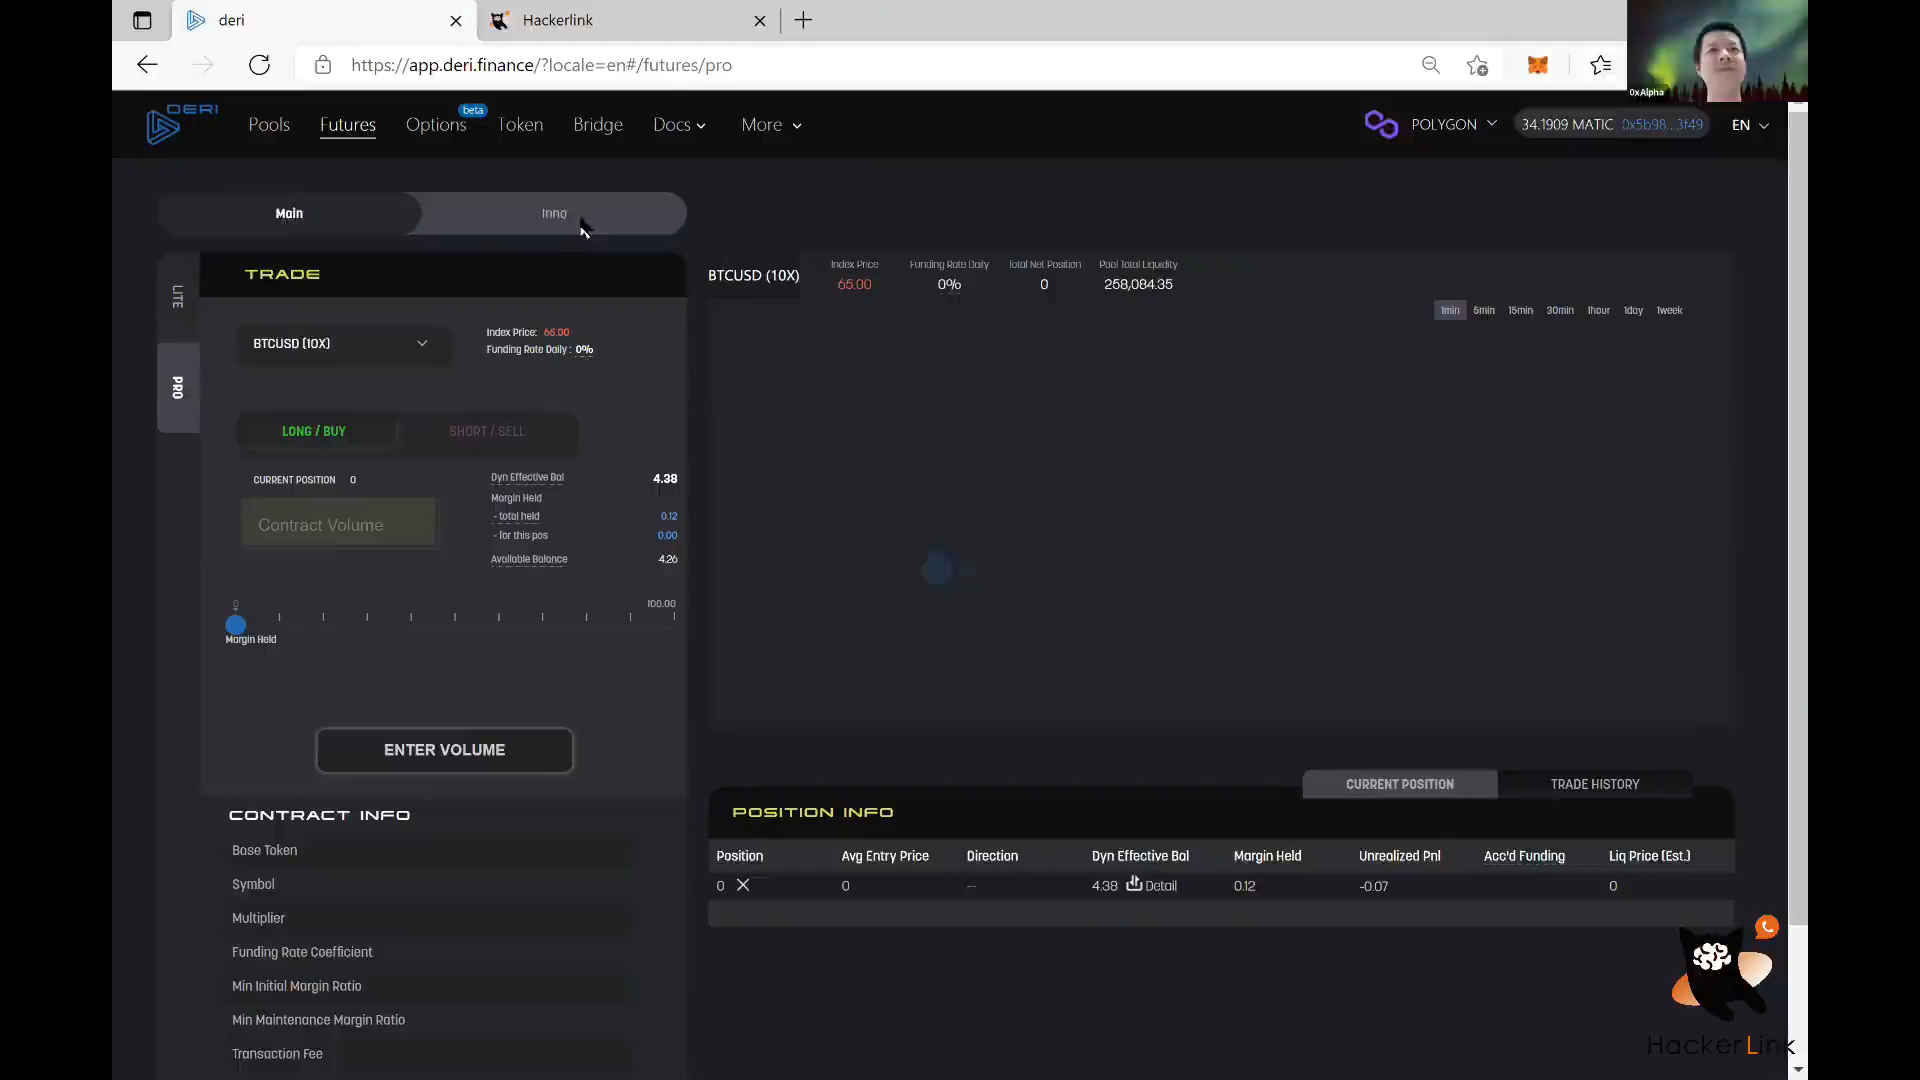 deri
Hackerlink
https://app.deri.finance/?locale=en#/futures/pro
0xAlpha
DERI
Pools
Futures
Options
beta
Token
Bridge
Docs
More
POLYGON
34.1909 MATIC 0x5b98...3f49
EN
Main
Inno
LITE
PRO
TRADE
BTCUSD (10X)
Index Price: 65.00
Funding Rate Daily : 0%
LONG / BUY
SHORT / SELL
CURRENT POSITION 0
Contract Volume
Dyn Effective Bal 4.38
Margin Held
- total held 0.12
- for this pos 0.00
Available Balance 4.26
0
100.00
Margin Held
ENTER VOLUME
CONTRACT INFO
Base Token
Symbol
Multiplier
Funding Rate Coefficient
Min Initial Margin Ratio
Min Maintenance Margin Ratio
Transaction Fee
BTCUSD (10X)
Index Price Funding Rate Daily Total Net Position Pool Total Liquidity
65.00 0% 0 258,084.35
1min 5min 15min 30min 1hour 1day 1week
CURRENT POSITION
TRADE HISTORY
POSITION INFO
Position Avg Entry Price Direction Dyn Effective Bal Margin Held Unrealized Pnl Acc'd Funding Liq Price (Est.)
0 0 -- 4.38 Detail 0.12 -0.07 0
HackerLink